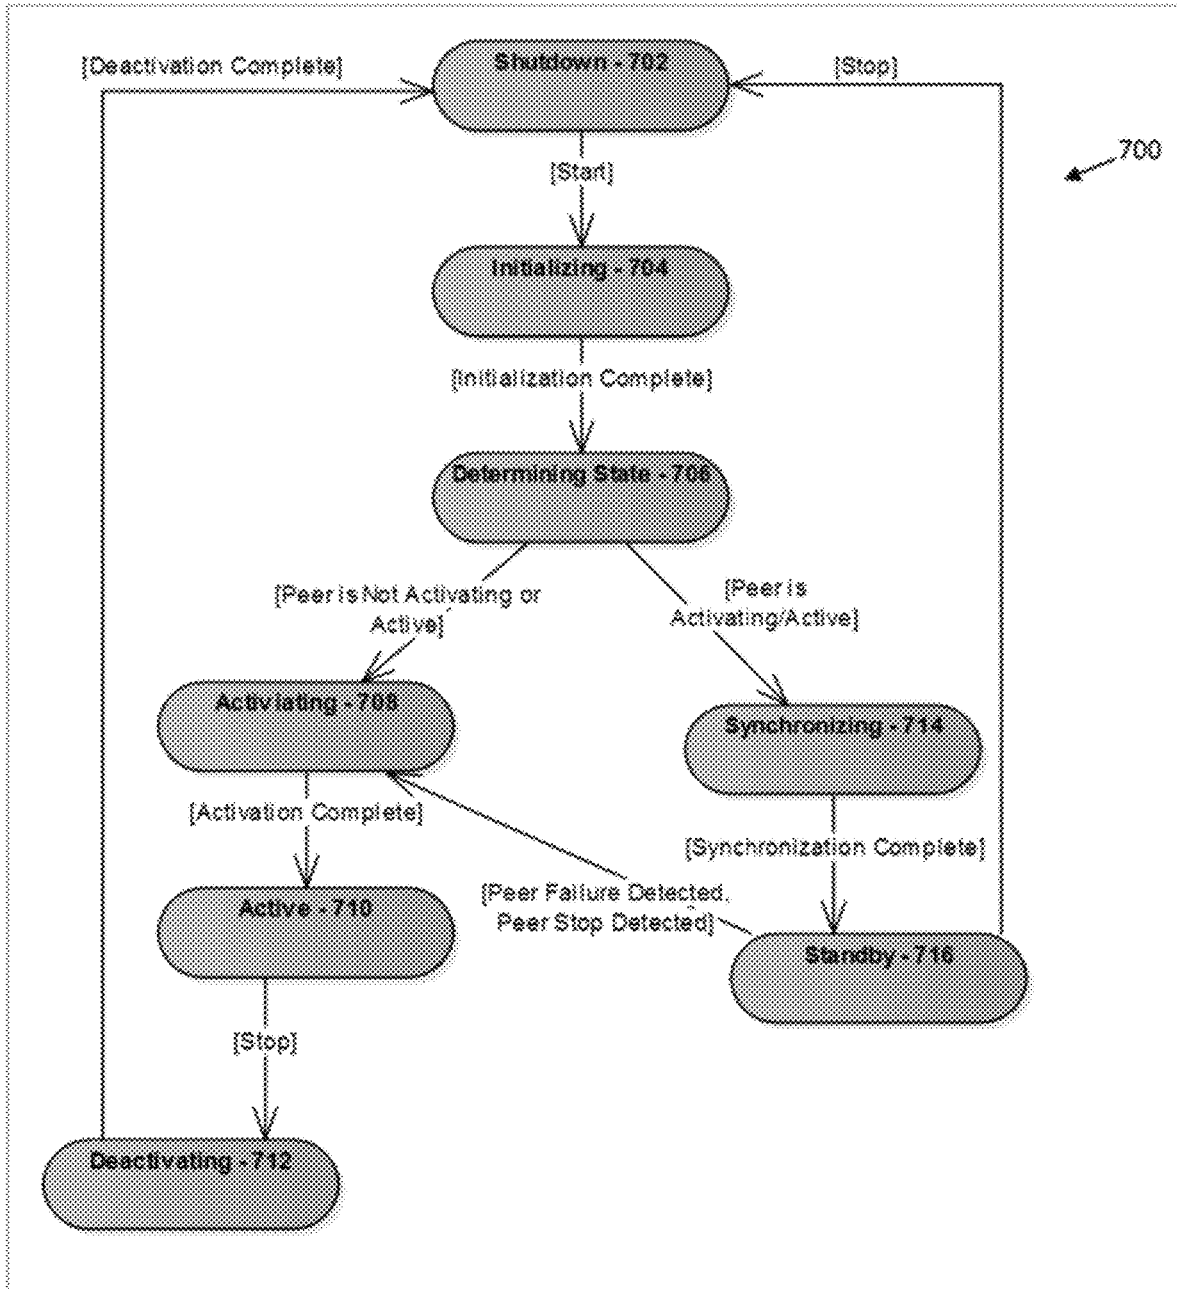 [Deactivation Complete]
Shutdown - 702
[Stop]
700
[Start]
Initializing - 704
[Initialization Complete]
Determining State - 706
[Peer is Not Activating or
Active]
[Peer is
Activating/Active]
Activiating - 708
Synchronizing - 714
[Activation Complete]
[Synchronization Complete]
Active - 710
[Peer Failure Detected,
Peer Stop Detected]
Standby - 716
[Stop]
Deactivating - 712